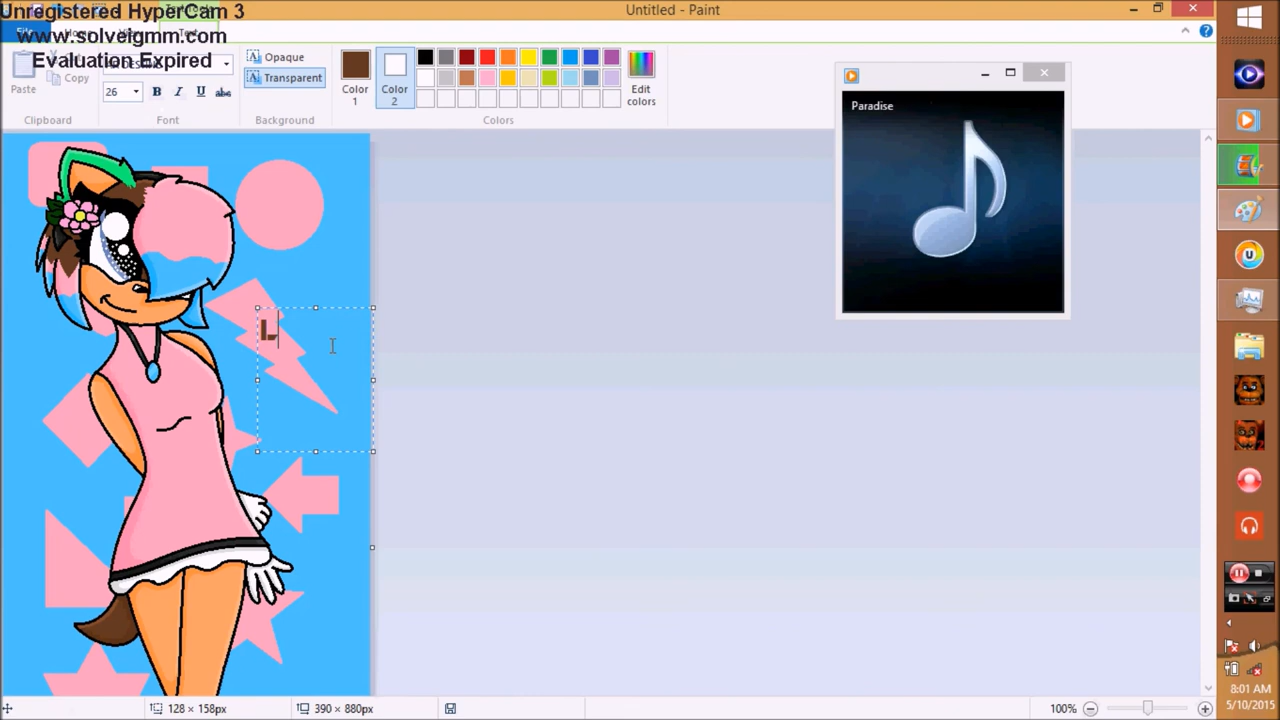 Unregistered HyperCam 3
www.solveigmm.com
Evaluation Expired
Untitled - Paint
Paste
Copy
26
Clipboard
Font
Opaque
Transparent
Background
Color 1
Color 2
Edit colors
Colors
Paradise
L
128 × 158px
390 × 880px
100%
8:01 AM
5/10/2015